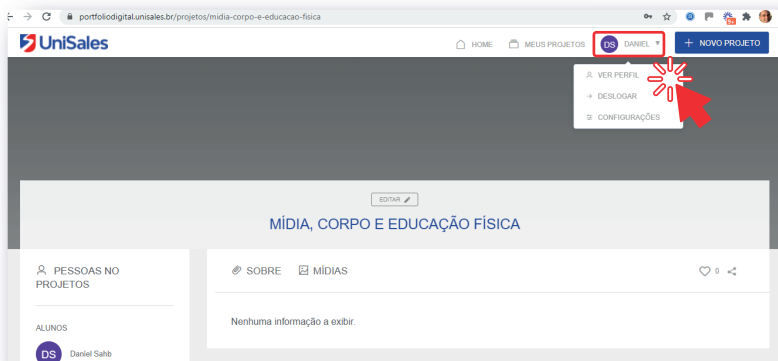 portfoliodigital.unisales.br/projetos/midia-corpo-e-educacao-fisica
UniSales
HOME
MEUS PROJETOS
DS DANIEL
+ NOVO PROJETO
VER PERFIL
DESLOGAR
CONFIGURAÇÕES
EDITAR
MÍDIA, CORPO E EDUCAÇÃO FÍSICA
PESSOAS NO
PROJETOS
SOBRE
MÍDIAS
0
ALUNOS
Nenhuma informação a exibir.
DS Daniel Sahb